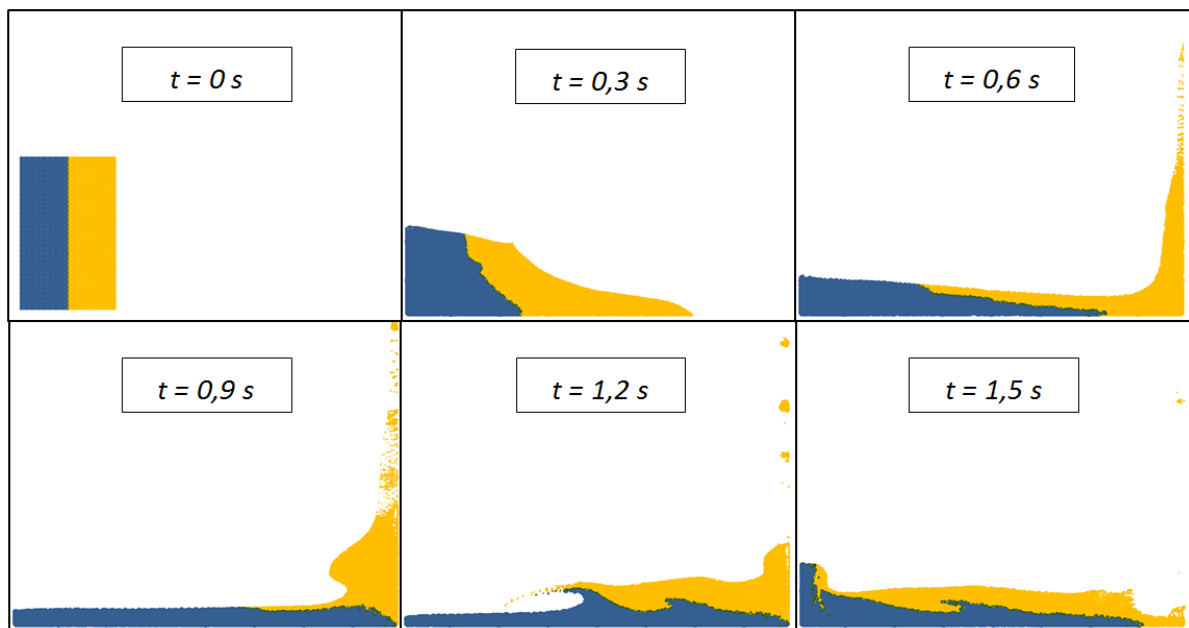 t = 0 s
t = 0,3 s
t = 0,6 s
t = 0,9 s
t = 1,2 s
t = 1,5 s